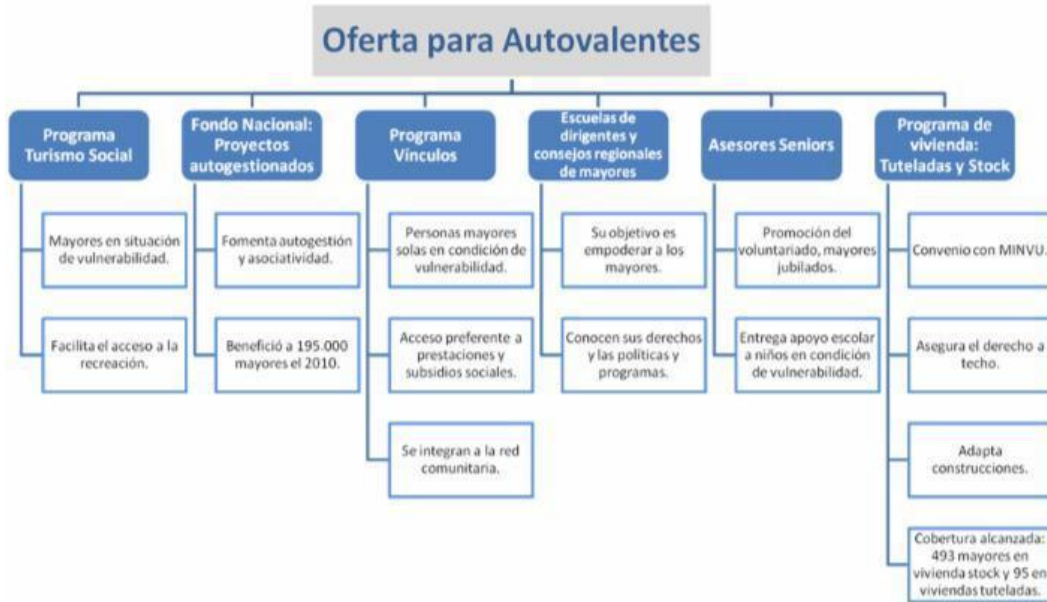 Oferta para Autovalentes
Programa
Turismo Social
Fondo Nacional:
Proyectos
autogestionados
Programa
Vínculos
Escuelas de
dirigentes y
consejos regionales
de mayores
Asesores Seniors
Programa de
vivienda:
Tuteladas y Stock
Mayores en situación
de vulnerabilidad.
Facilita el acceso a la
recreación.
Fomenta autogestión
y asociatividad.
Benefició a 195.000
mayores el 2010.
Personas mayores
solas en condición de
vulnerabilidad.
Acceso preferente a
prestaciones y
subsidios sociales.
Se integran a la red
comunitaria.
Su objetivo es
empoderar a los
mayores.
Conocen sus derechos
y las políticas y
programas.
Promoción del
voluntariado, mayores
jubilados.
Entrega apoyo escolar
a niños en condición
de vulnerabilidad.
Convenio con MINVU.
Asegura el derecho a
techo.
Adapta
construcciones.
Cobertura alcanzada:
493 mayores en
vivienda stock y 95 en
viviendas tuteladas.